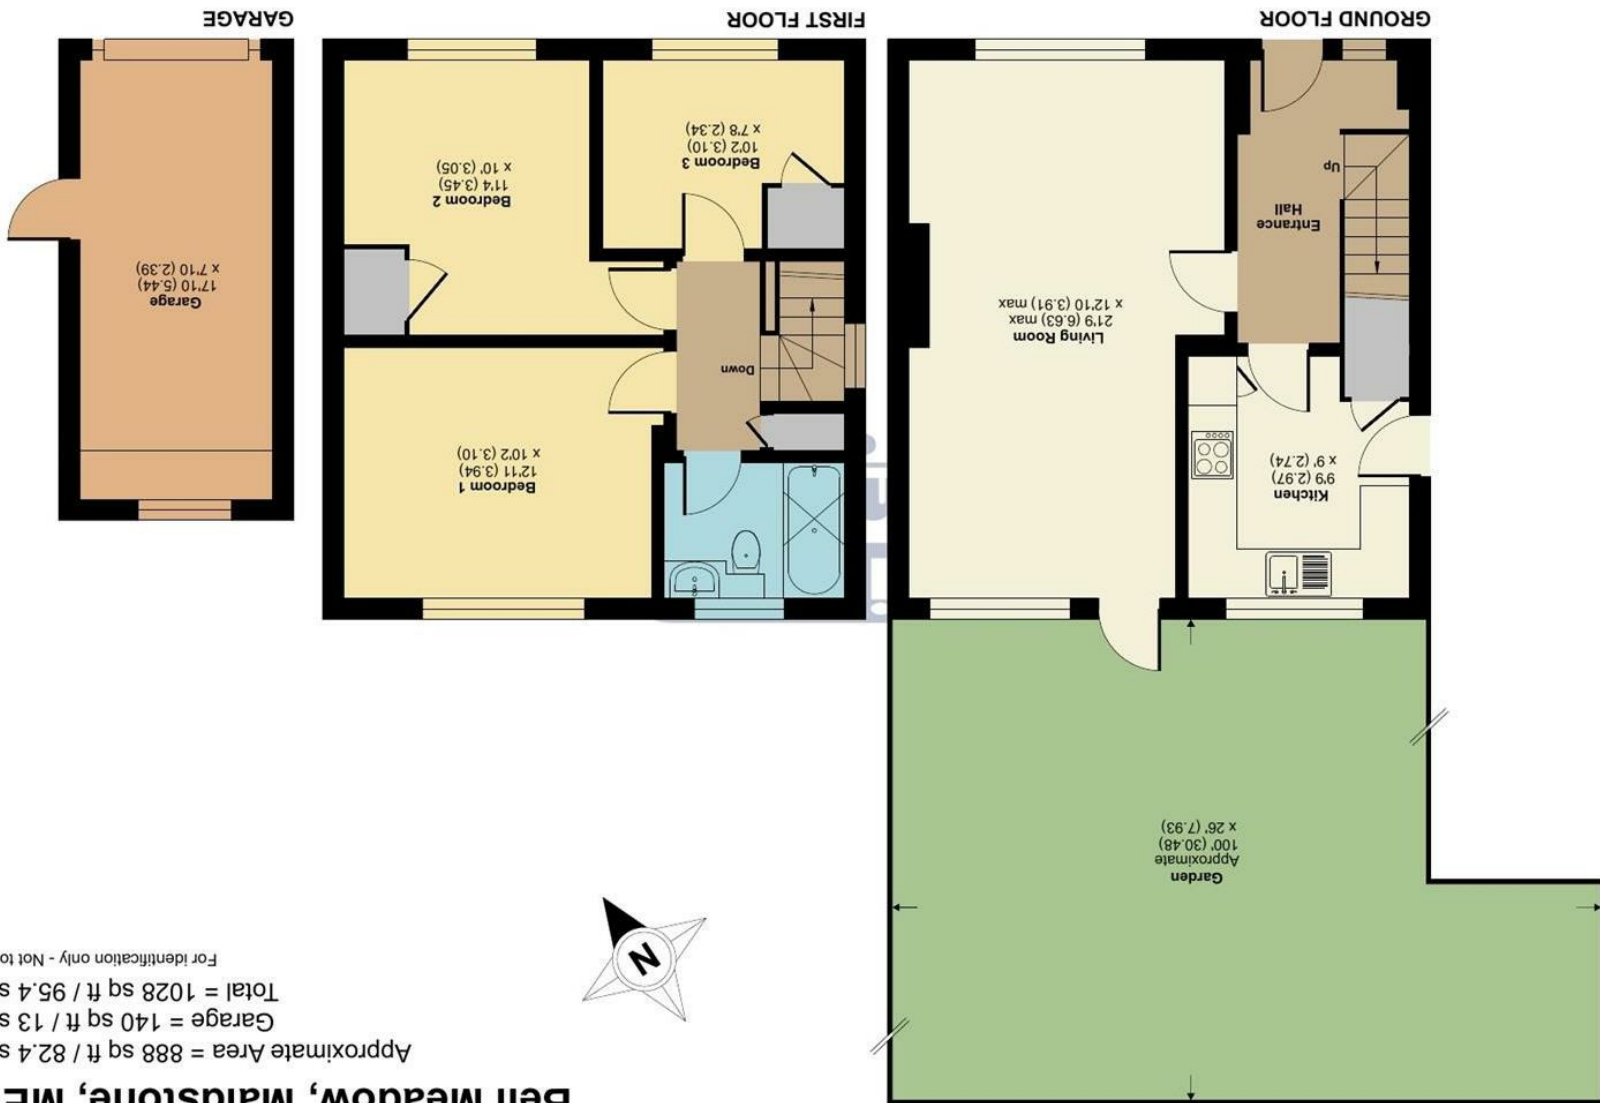 Bell Meadow, Maidstone, ME
Approximate Area = 888 sq ft / 82.4 s
Garage = 140 sq ft / 13 s
Total = 1028 sq ft / 95.4 s
For identification only - Not to
N
Garden
Approximate
100' (30.48)
x 26' (7.93)
Kitchen
9'9 (2.97)
x 9' (2.74)
Living Room
21'9 (6.63) max
x 12'10 (3.91) max
Entrance
Hall
Up
GROUND FLOOR
Bedroom 1
12'11 (3.94)
x 10'2 (3.10)
Down
Bedroom 2
11'4 (3.45)
x 10' (3.05)
Bedroom 3
10'2 (3.10)
x 7'8 (2.34)
FIRST FLOOR
Garage
17'10 (5.44)
x 7'10 (2.39)
GARAGE